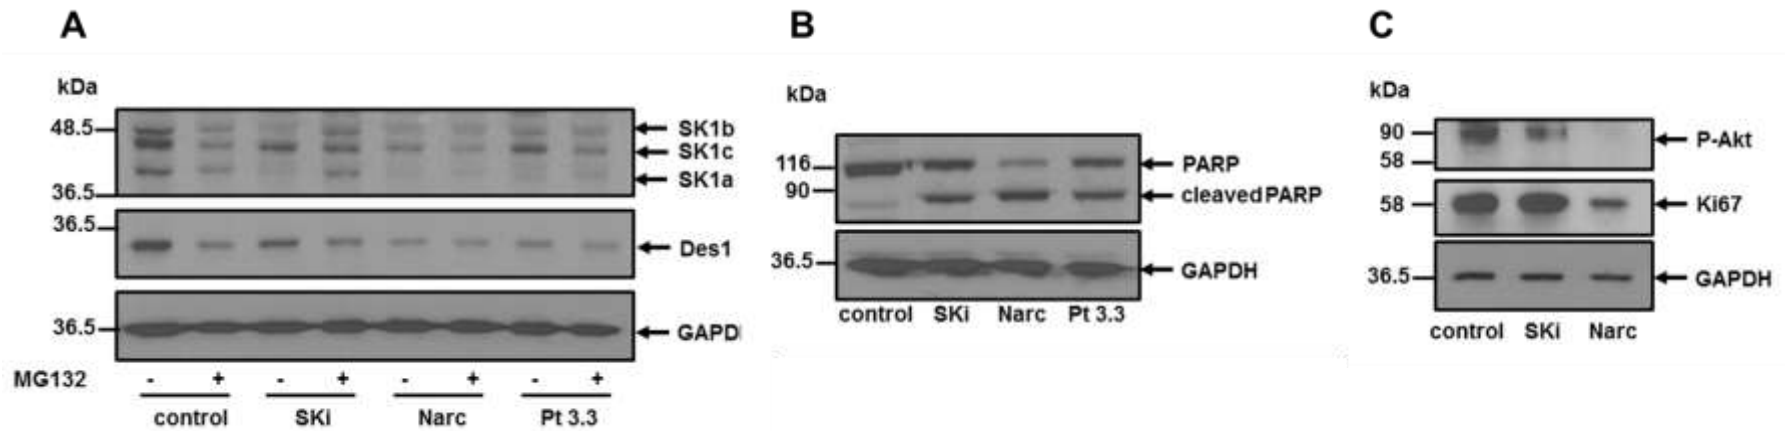 A
kDa
48.5
36.5
SK1b
SK1c
SK1a
36.5
Des1
36.5
GAPD
MG132 - + - + - + - +
control SKi Narc Pt 3.3
B
kDa
116
90
PARP
cleavedPARP
36.5
GAPDH
control SKi Narc Pt 3.3
C
kDa
90
58
P-Akt
58
Ki67
36.5
GAPDH
control SKi Narc